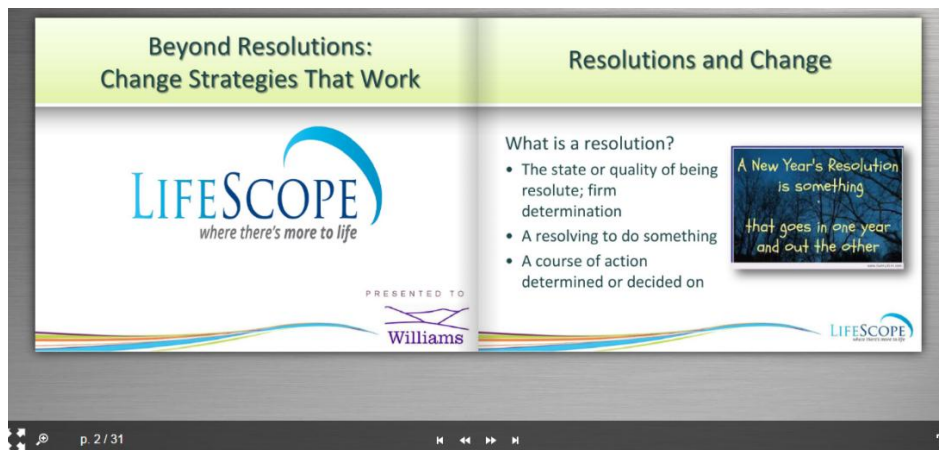 Beyond Resolutions:
Change Strategies That Work
LIFESCOPE
where there's more to life
PRESENTED TO
Williams
Resolutions and Change
What is a resolution?
• The state or quality of being
resolute; firm
determination
• A resolving to do something
• A course of action
determined or decided on
A New Year's Resolution
is something
that goes in one year
and out the other
LIFESCOPE
where there's more to life
p. 2 / 31